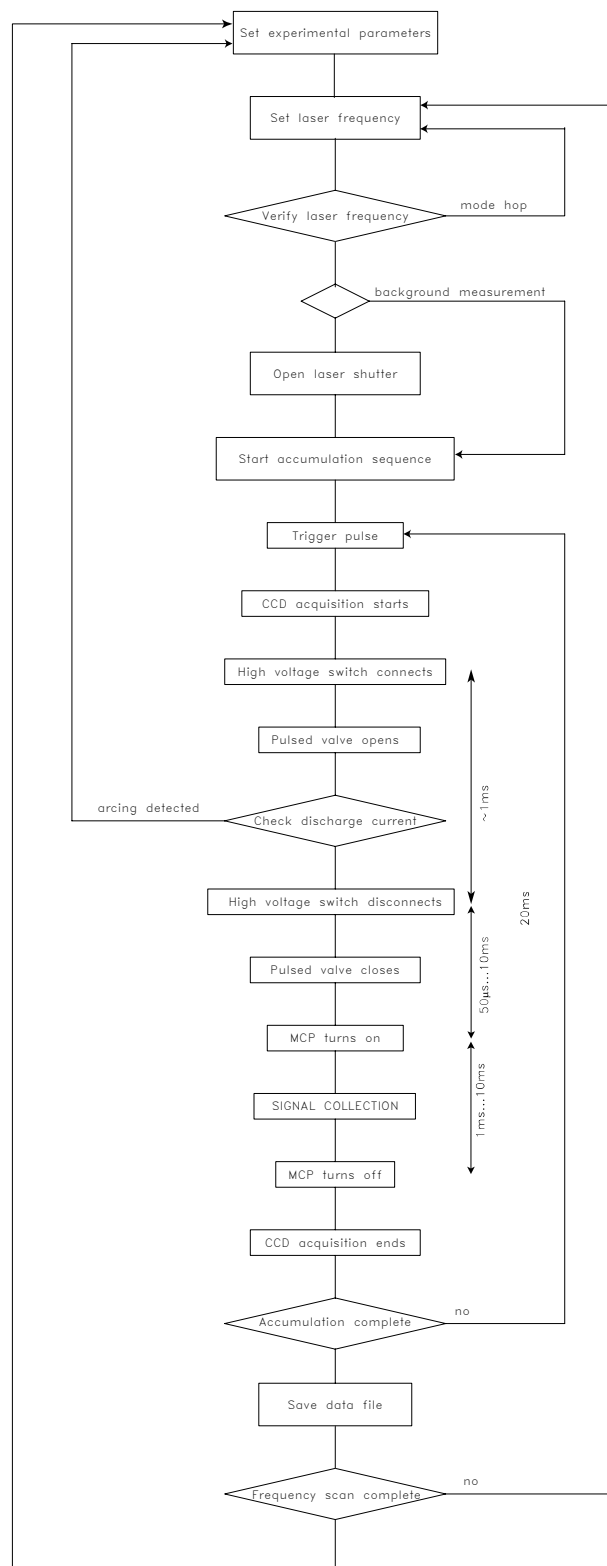 Set experimental parameters
Set laser frequency
Verify laser frequency
mode hop
background measurement
Open laser shutter
Start accumulation sequence
Trigger pulse
CCD acquisition starts
High voltage switch connects
Pulsed valve opens
~1ms
arcing detected
Check discharge current
High voltage switch disconnects
20ms
Pulsed valve closes
50μs...10ms
MCP turns on
SIGNAL COLLECTION
1ms...10ms
MCP turns off
CCD acquisition ends
Accumulation complete
no
Save data file
Frequency scan complete
no